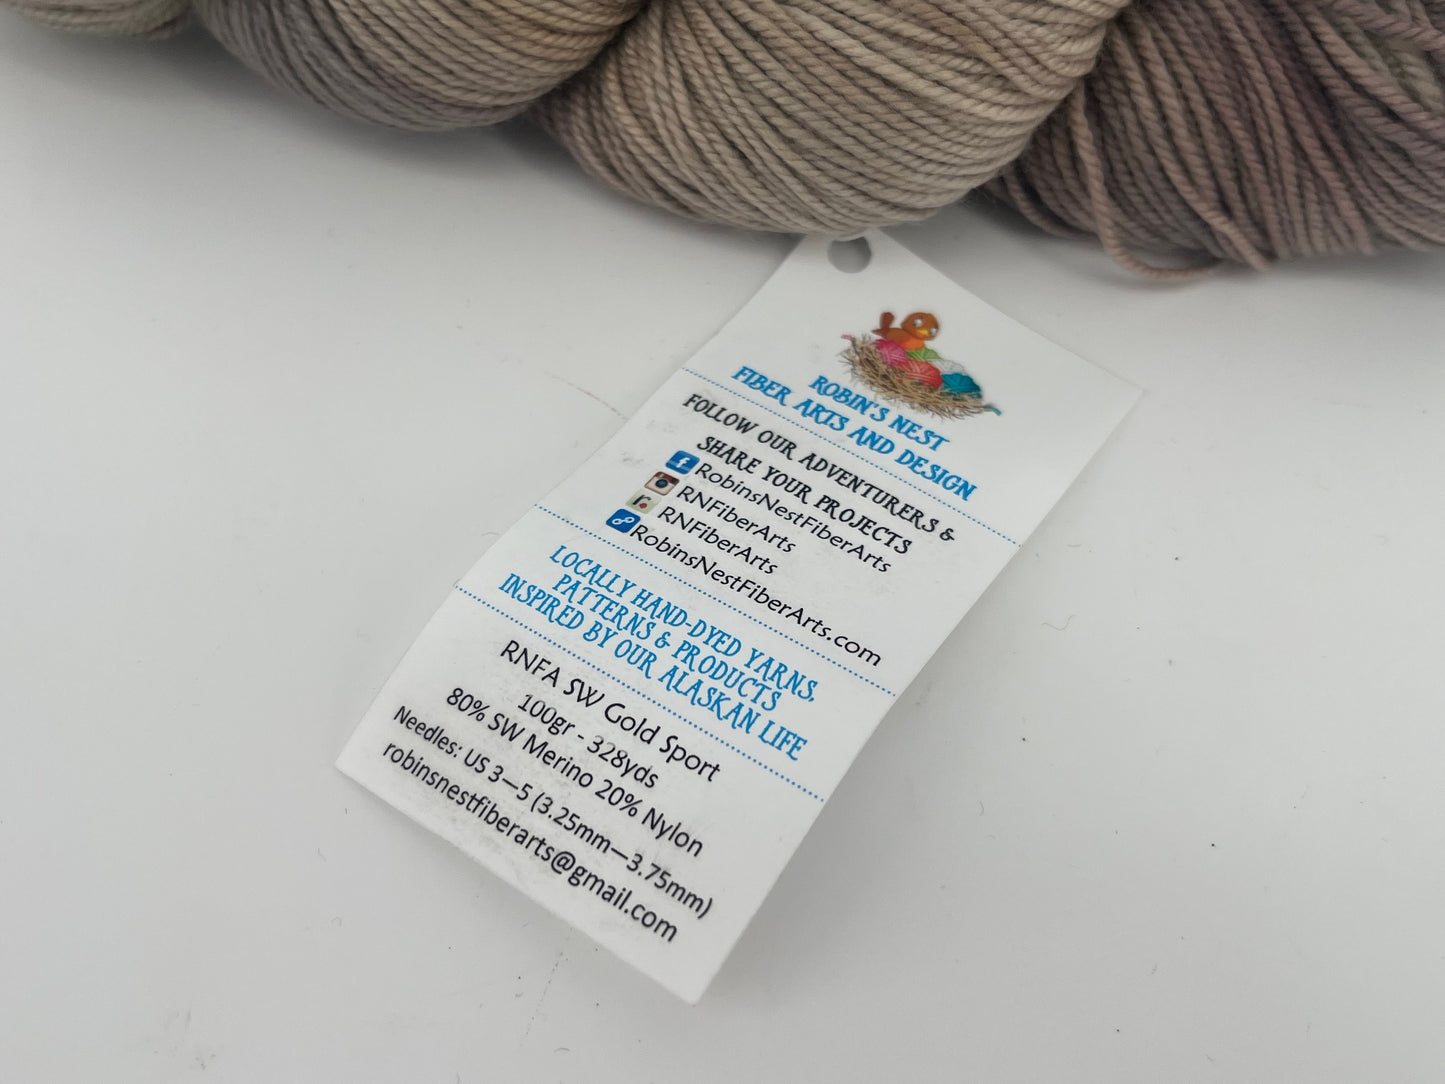 ROBIN'S NEST
FIBER ARTS AND DESIGN
FOLLOW OUR ADVENTURERS &
SHARE YOUR PROJECTS
RobinsNestFiberArts
RNFiberArts
RNFiberArts
RobinsNestFiberArts.com
LOCALLY HAND-DYED YARNS,
PATTERNS & PRODUCTS
INSPIRED BY OUR ALASKAN LIFE
RNFA SW Gold Sport
100gr - 328yds
80% SW Merino 20% Nylon
Needles: US 3—5 (3.25mm—3.75mm)
robinsnestfiberarts@gmail.com